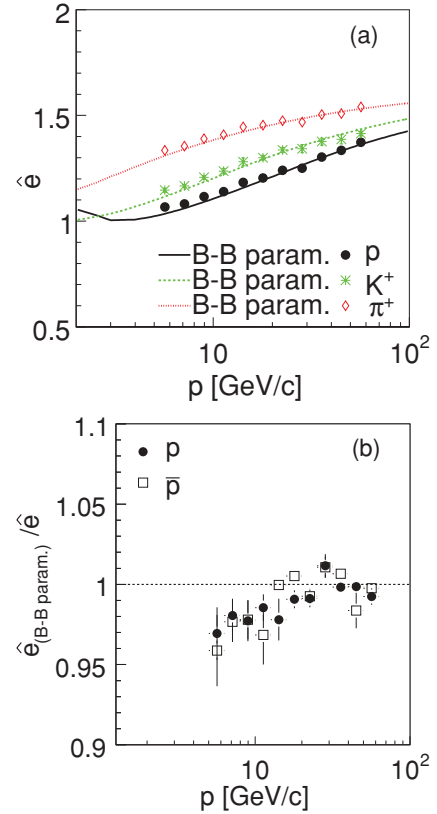 2
(a)
1.5
ê
1
B-B param. p
B-B param. K⁺
B-B param. π⁺
0.5
10 10²
p [GeV/c]
1.1
(b)
p
p̅
1.05
ê(B-B param.)/ê
1
0.95
0.9
10 10²
p [GeV/c]